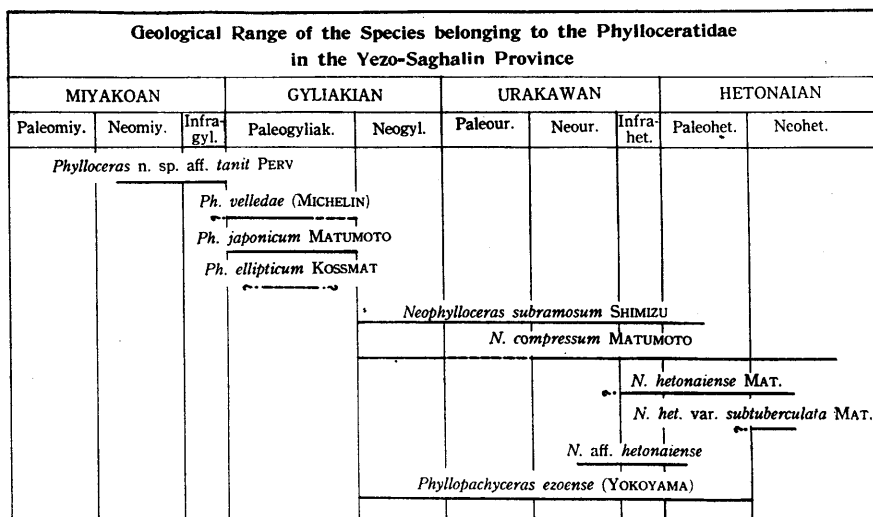 Geological Range of the Species belonging to the Phylloceratidae
in the Yezo-Saghalin Province
MIYAKOAN GYLIAKIAN URAKAWAN HETONAIAN
Paleomiy. Neomiy. Infra-gyl. Paleogyliak. Neogyl. Paleour. Neour. Infra-het. Paleohet. Neohet.
Phylloceras n. sp. aff. tanit PERV
Ph. velledae (MICHELIN)
Ph. japonicum MATUMOTO
Ph. ellipticum KOSSMAT
Neophylloceras subramosum SHIMIZU
N. compressum MATUMOTO
N. hetonaiense MAT.
N. het. var. subtuberculata MAT.
N. aff. hetonaiense
Phyllopachyceras ezoense (YOKOYAMA)